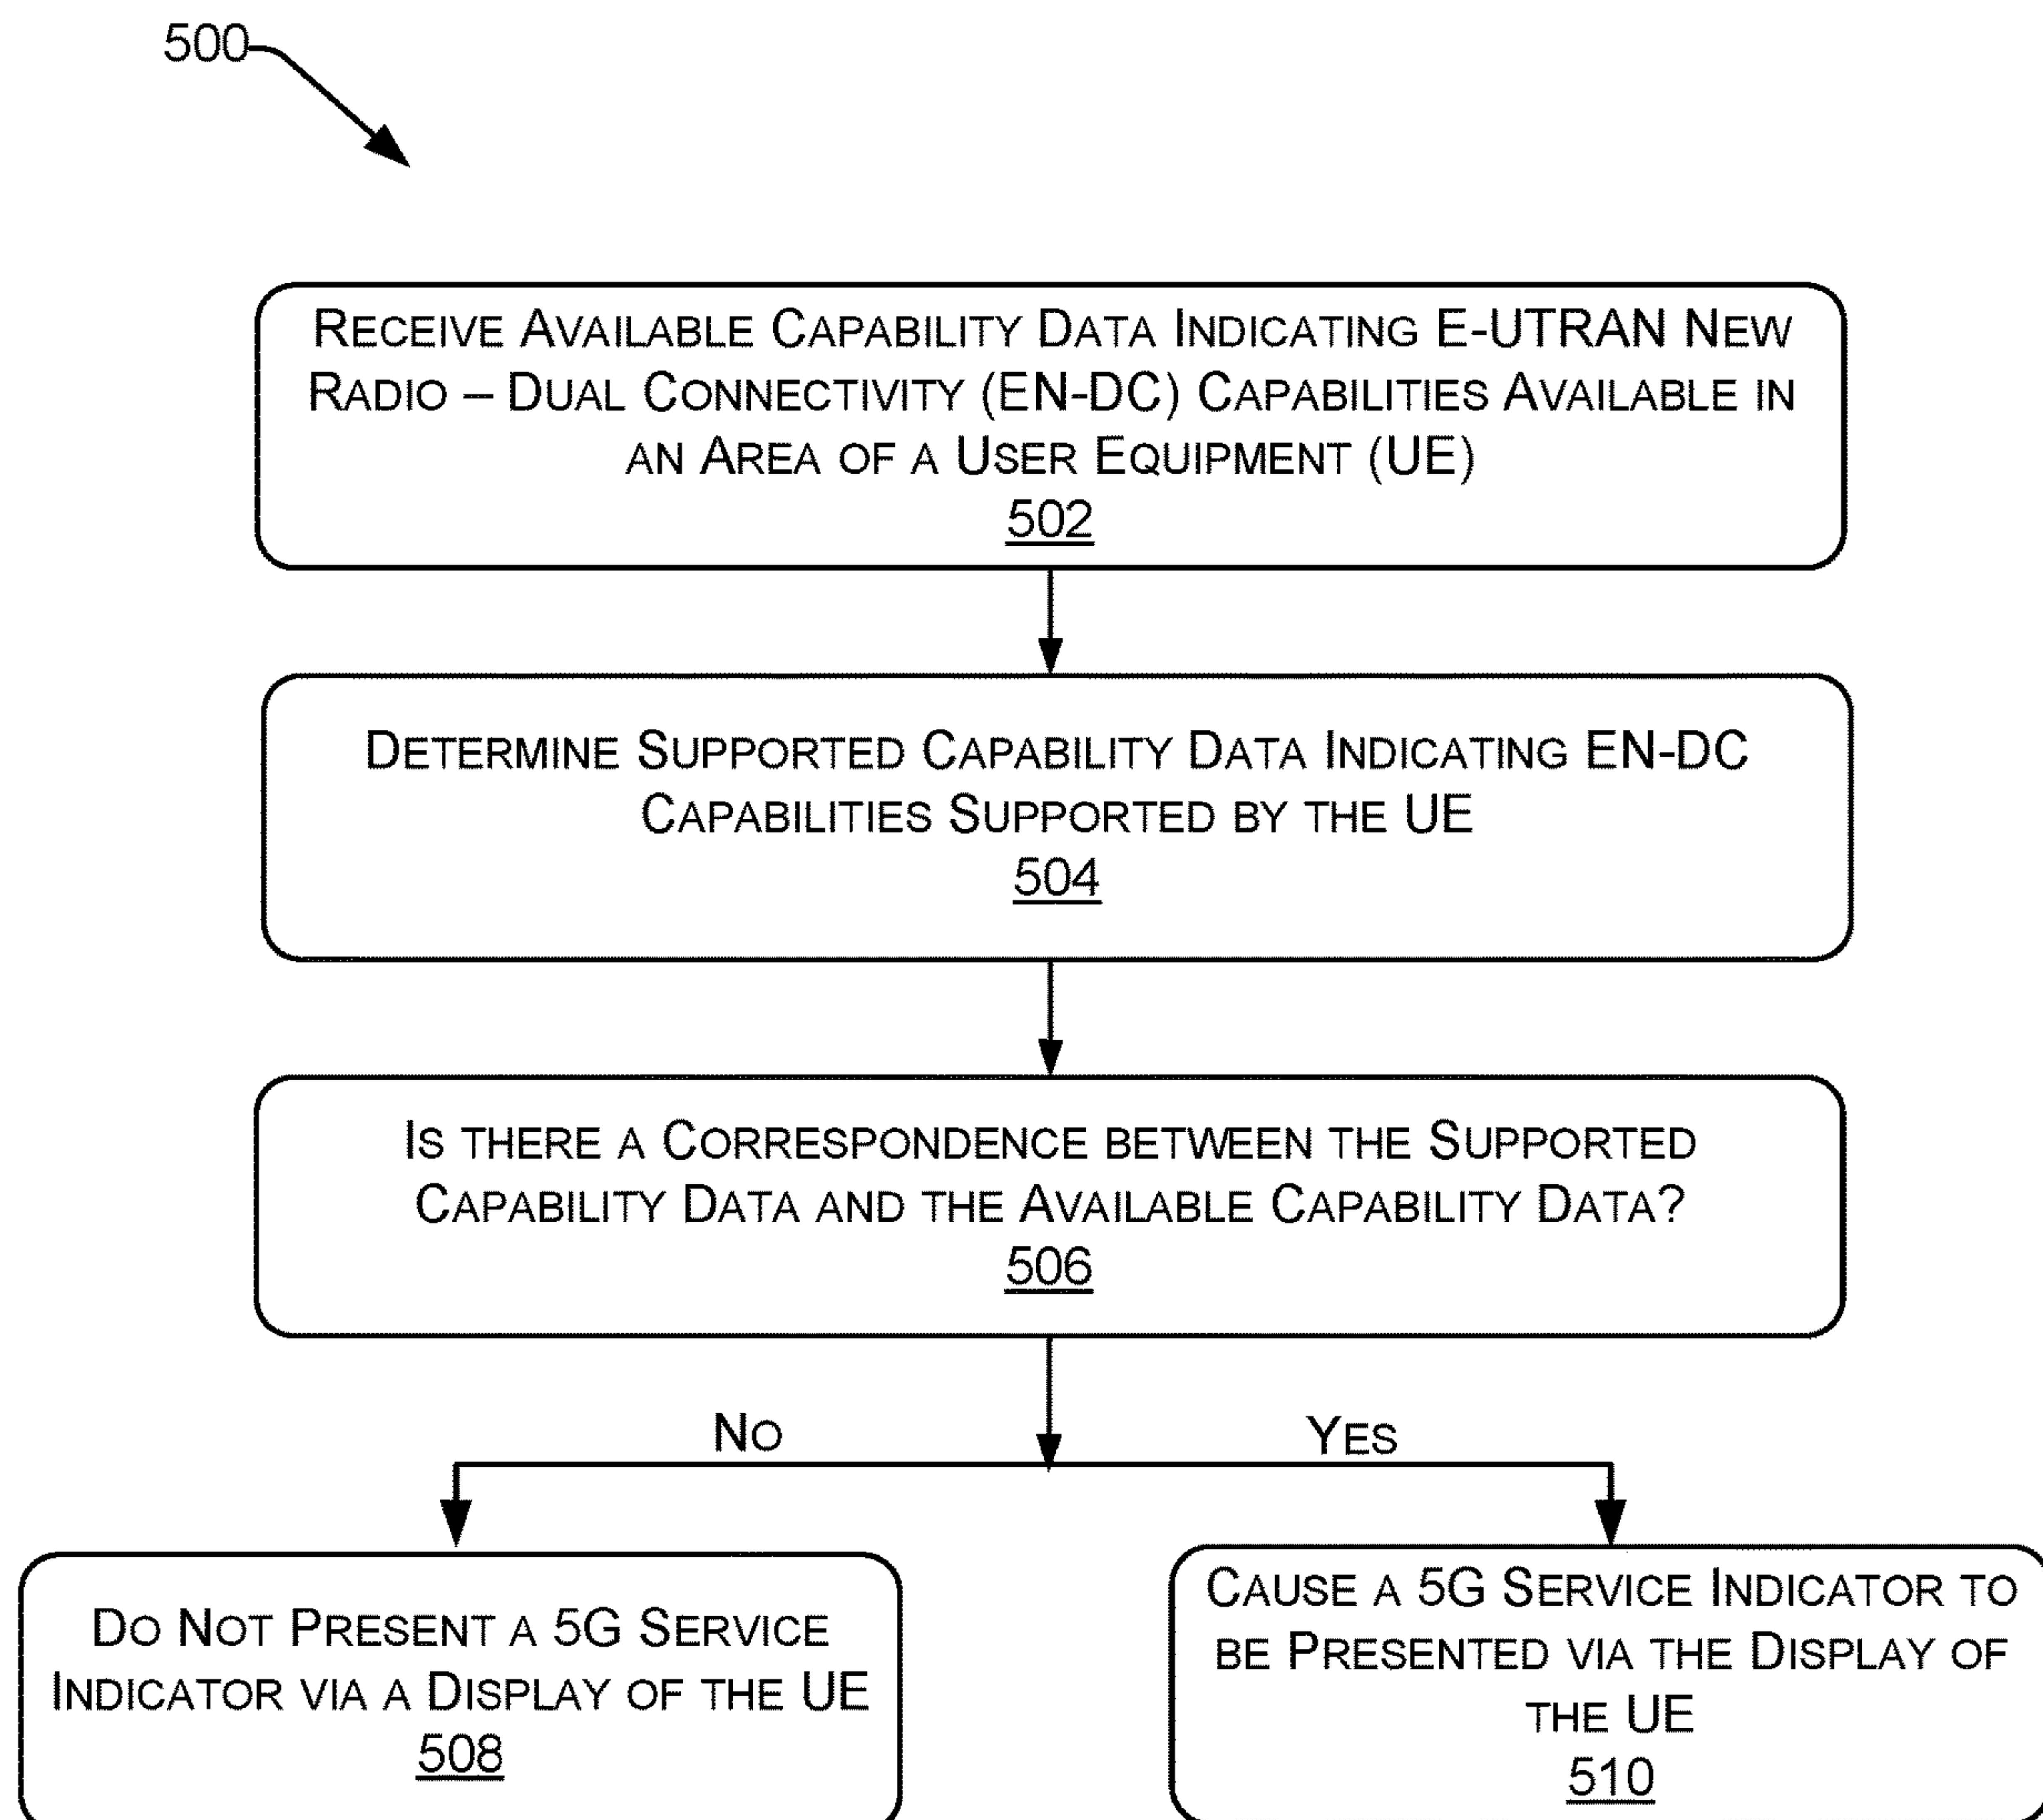 500
Receive Available Capability Data Indicating E-UTRAN New
Radio – Dual Connectivity (EN-DC) Capabilities Available in
an Area of a User Equipment (UE)
502
Determine Supported Capability Data Indicating EN-DC
Capabilities Supported by the UE
504
Is there a Correspondence between the Supported
Capability Data and the Available Capability Data?
506
No
Yes
Do Not Present a 5G Service
Indicator via a Display of the UE
508
Cause a 5G Service Indicator to
be Presented via the Display of
the UE
510